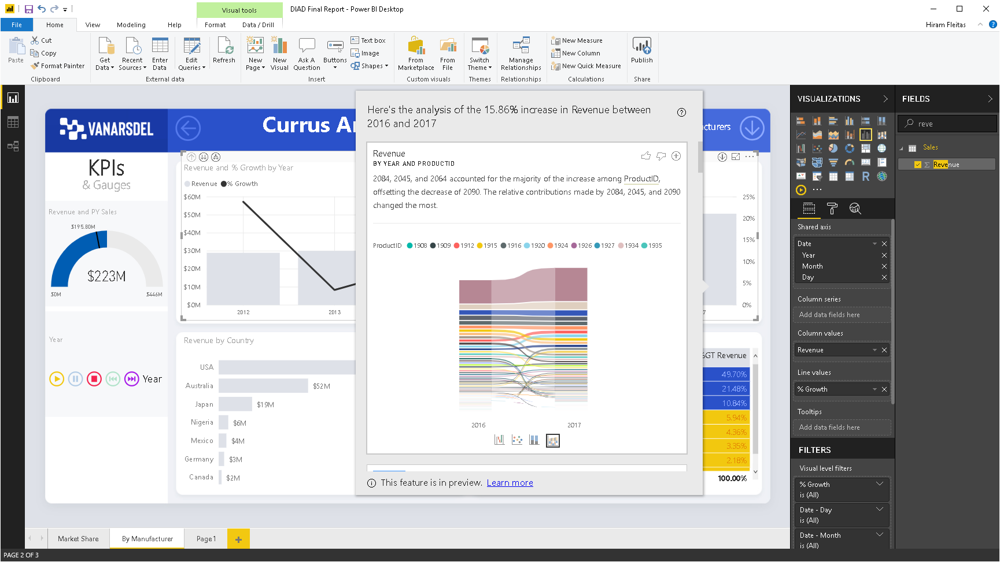 Visual tools
DIAD Final Report - Power BI Desktop
File
Home
View
Modeling
Help
Format
Data / Drill
Hiram Fleitas
Paste
Cut
Copy
Format Painter
Clipboard
Get
Data
Recent
Sources
Enter
Data
Edit
Queries
External data
Refresh
New
Page
New
Visual
Ask A
Question
Buttons
Text box
Image
Shapes
Insert
From
Marketplace
From
File
Custom visuals
Switch
Theme
Themes
Manage
Relationships
Relationships
New Measure
New Column
New Quick Measure
Calculations
Publish
Share
VANARSDEL
Currus A
cturers
KPIs
& Gauges
Revenue and PY Sales
$195.80M
$223M
$0M
$446M
Year
Year
Revenue and % Growth by Year
Revenue
% Growth
$60M
$50M
$40M
$30M
$20M
$10M
$0M
2012
2013
7
25%
20%
15%
10%
5%
0%
Revenue by Country
USA
Australia
$52M
Japan
$19M
Nigeria
$6M
Mexico
$4M
Germany
$3M
Canada
$2M
GT Revenue
49.70%
21.48%
10.84%
5.94%
4.36%
3.35%
2.18%
100.00%
Here's the analysis of the 15.86% increase in Revenue between
2016 and 2017
Revenue
BY YEAR AND PRODUCTID
2084, 2045, and 2064 accounted for the majority of the increase among ProductID,
offsetting the decrease of 2090. The relative contributions made by 2084, 2045, and 2090
changed the most.
ProductID 1908 1909 1912 1915 1916 1920 1924 1926 1927 1934 1935
2016
2017
This feature is in preview. Learn more
VISUALIZATIONS
R
Shared axis
Date
Year
Month
Day
Column series
Add data fields here
Column values
Revenue
Line values
% Growth
Tooltips
Add data fields here
FILTERS
Visual level filters
% Growth
is (All)
Date - Day
is (All)
Date - Month
is (All)
FIELDS
reve
Sales
Revenue
Market Share
By Manufacturer
Page 1
PAGE 2 OF 3